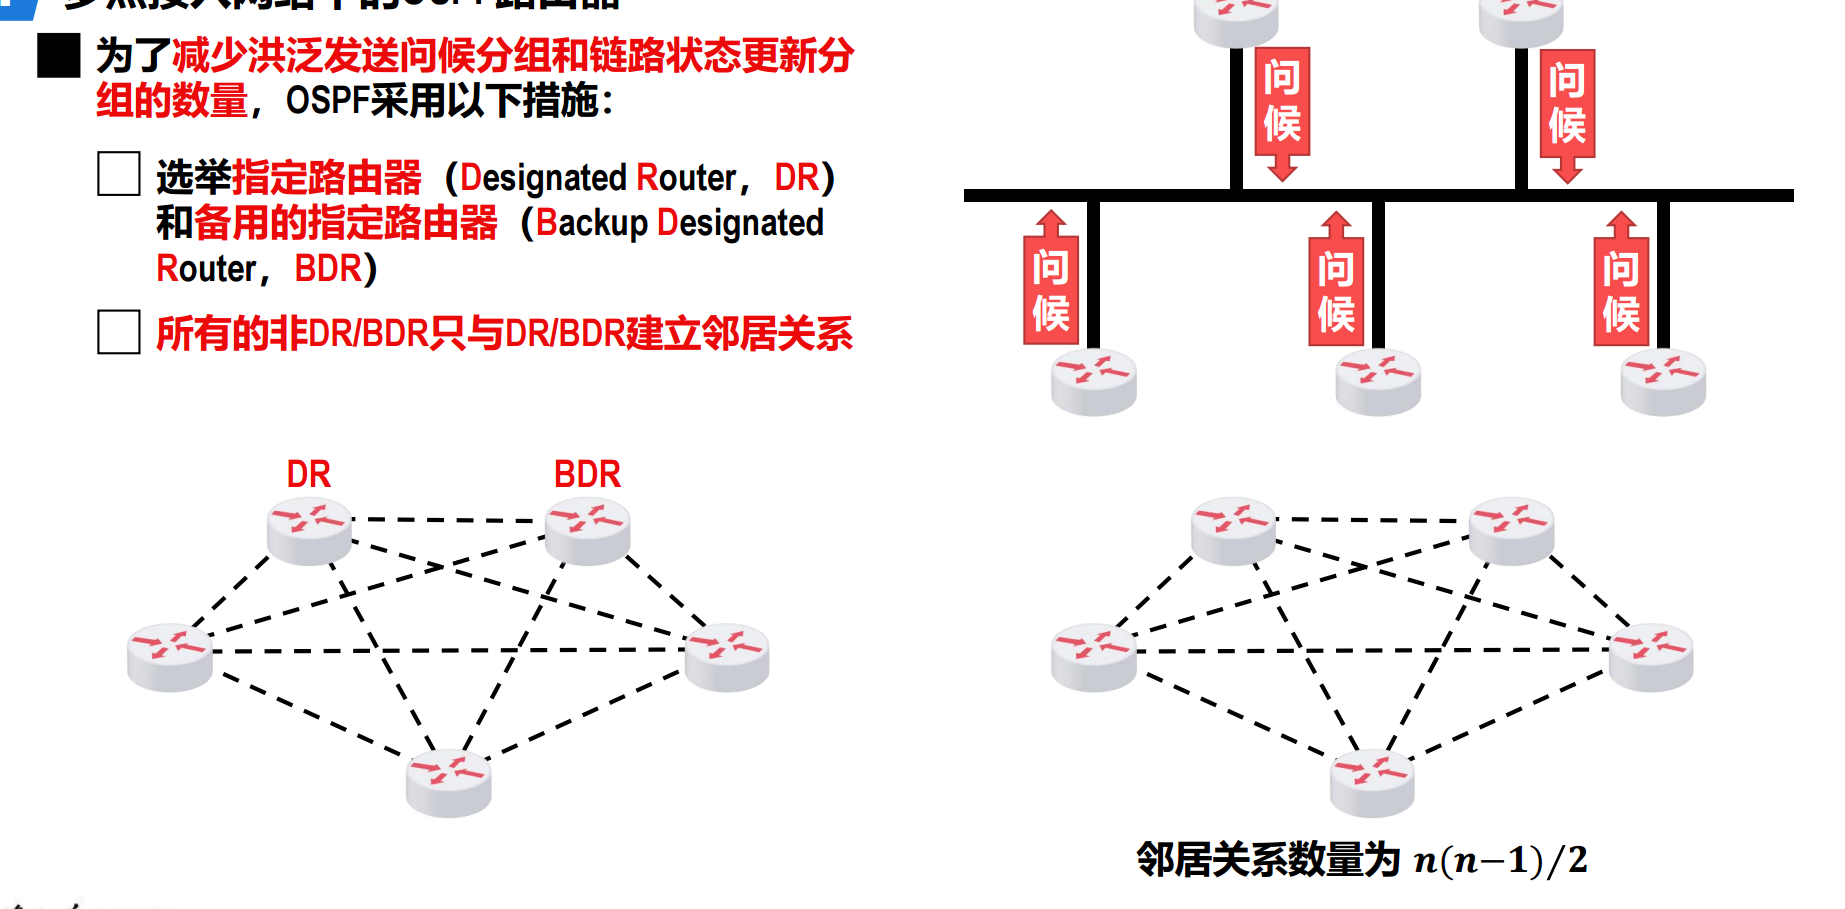 为了减少洪泛发送问候分组和链路状态更新分
组的数量，OSPF采用以下措施：
选举指定路由器（Designated Router，DR）
和备用的指定路由器（Backup Designated
Router，BDR）
所有的非DR/BDR只与DR/BDR建立邻居关系
问候
问候
问候
问候
问候
DR
BDR
邻居关系数量为 n(n−1)/2